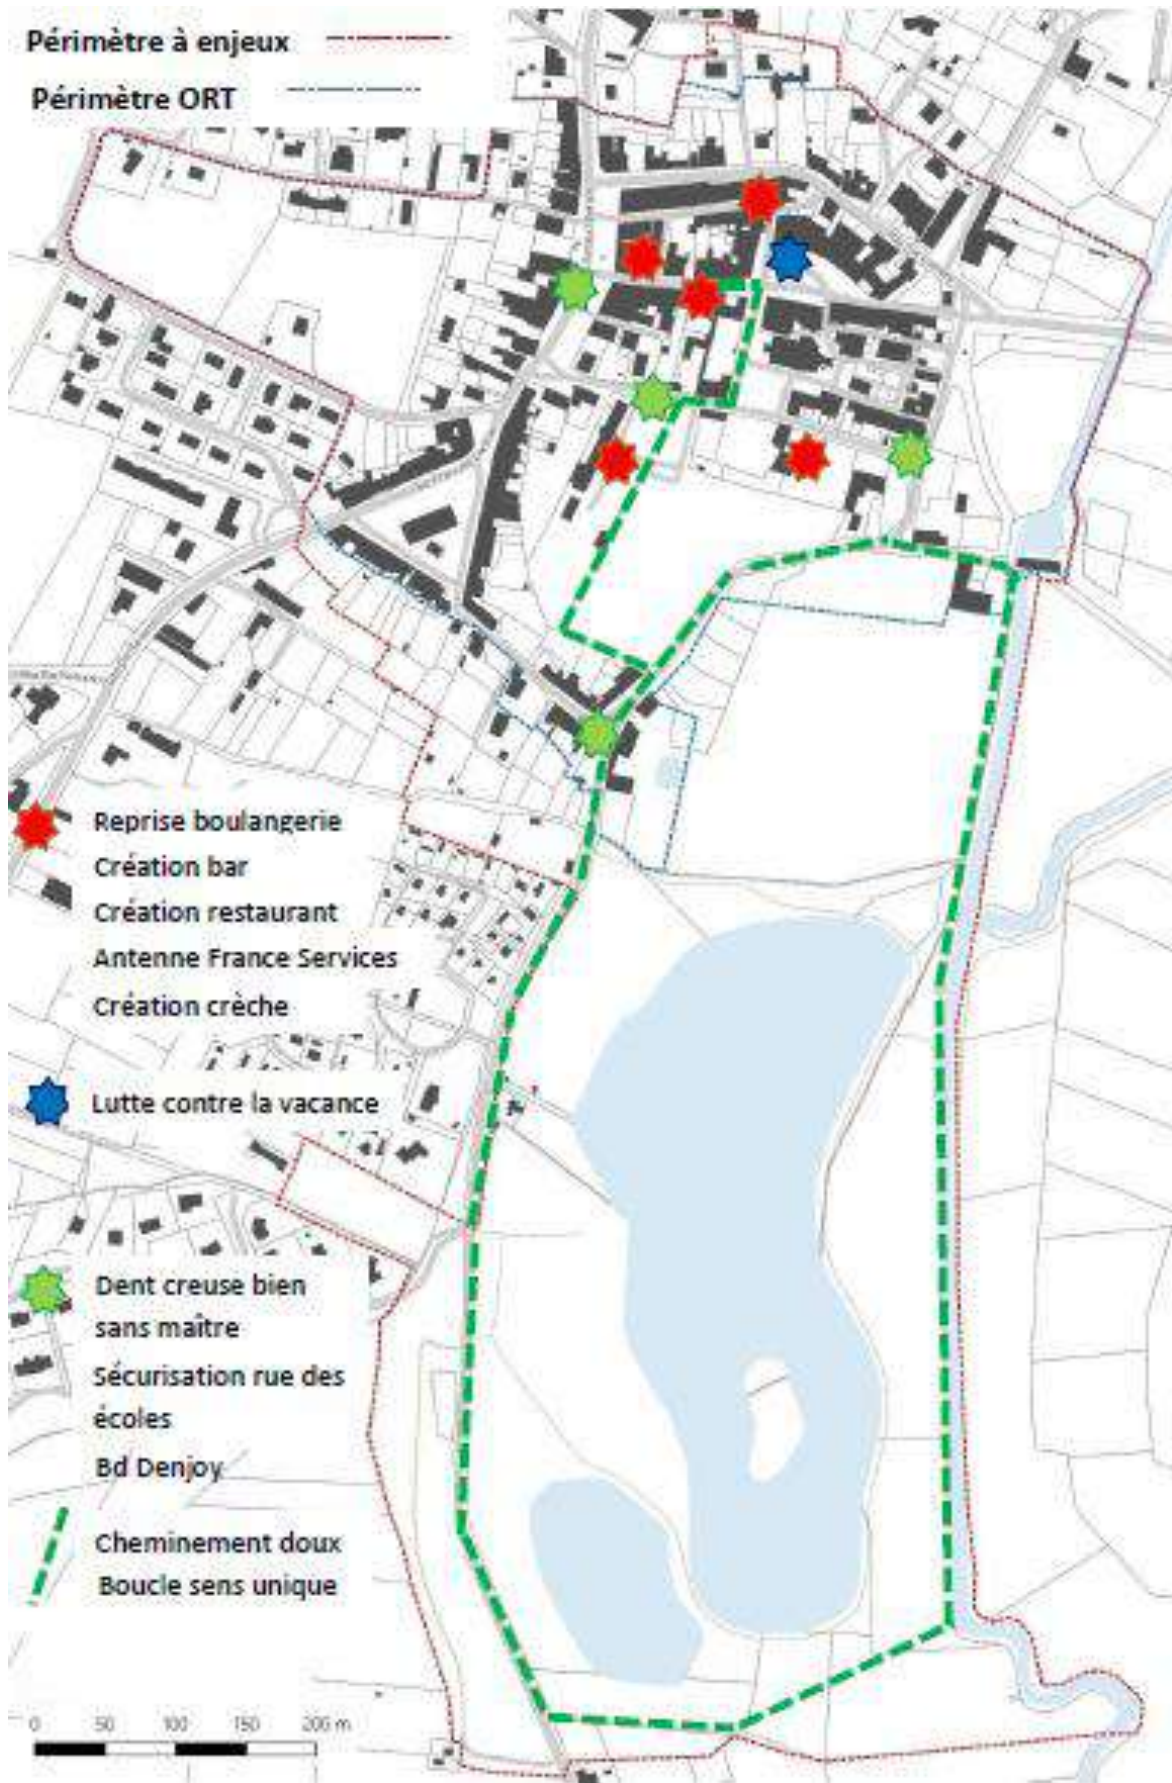 Périmètre à enjeux
Périmètre ORT
Reprise boulangerie
Création bar
Création restaurant
Antenne France Services
Création crèche
Lutte contre la vacance
Dent creuse bien
sans maître
Sécurisation rue des
écoles
Bd Denjoy
Cheminement doux
Boucle sens unique
0 50 100 150 200 m